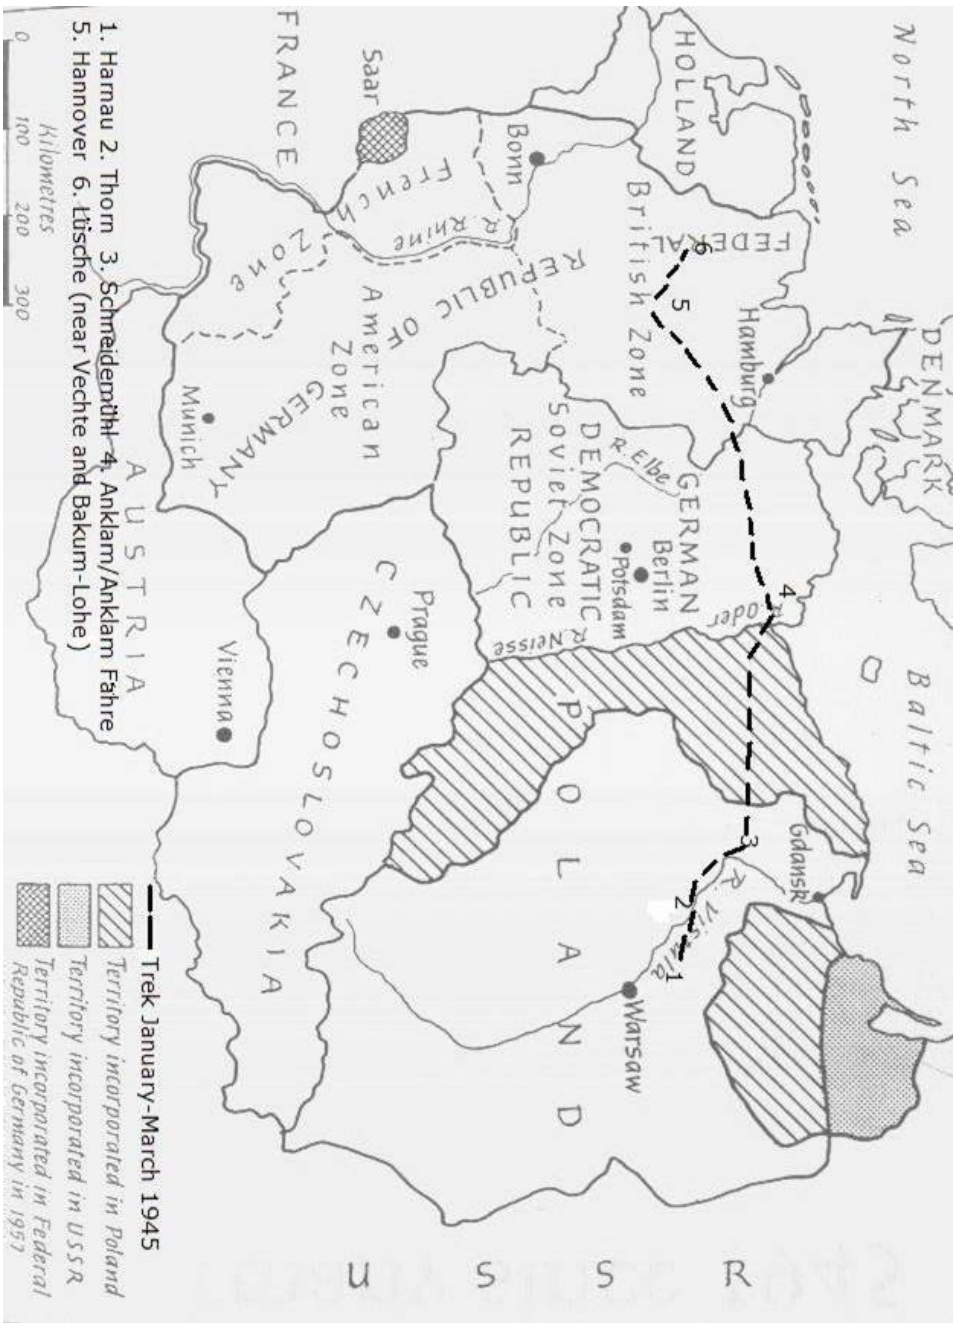 North Sea
Baltic Sea
DENMARK
HOLLAND
Hamburg
FEDERAL
REPUBLIC OF
GERMANY
British Zone
Bonn
R. Rhine
French
Zone
American
Zone
Saar
FRANCE
Munich
GERMAN
DEMOCRATIC
REPUBLIC
Soviet Zone
R. Elbe
Berlin
Potsdam
R. Oder
R. Neisse
Gdansk
R. Vistula
Warsaw
POLAND
Prague
CZECHOSLOVAKIA
Vienna
AUSTRIA
USSR
1
2
3
4
5
6
1. Harnau 2. Thorn 3. Schneidemühl 4. Anklam/Anklam Fähre
5. Hannover 6. Lüsche (near Vechte and Bakum-Lohe)
0 100 200 300
Kilometres
Trek January-March 1945
Territory incorporated in Poland
Territory incorporated in USSR
Territory incorporated in Federal
Republic of Germany in 1957